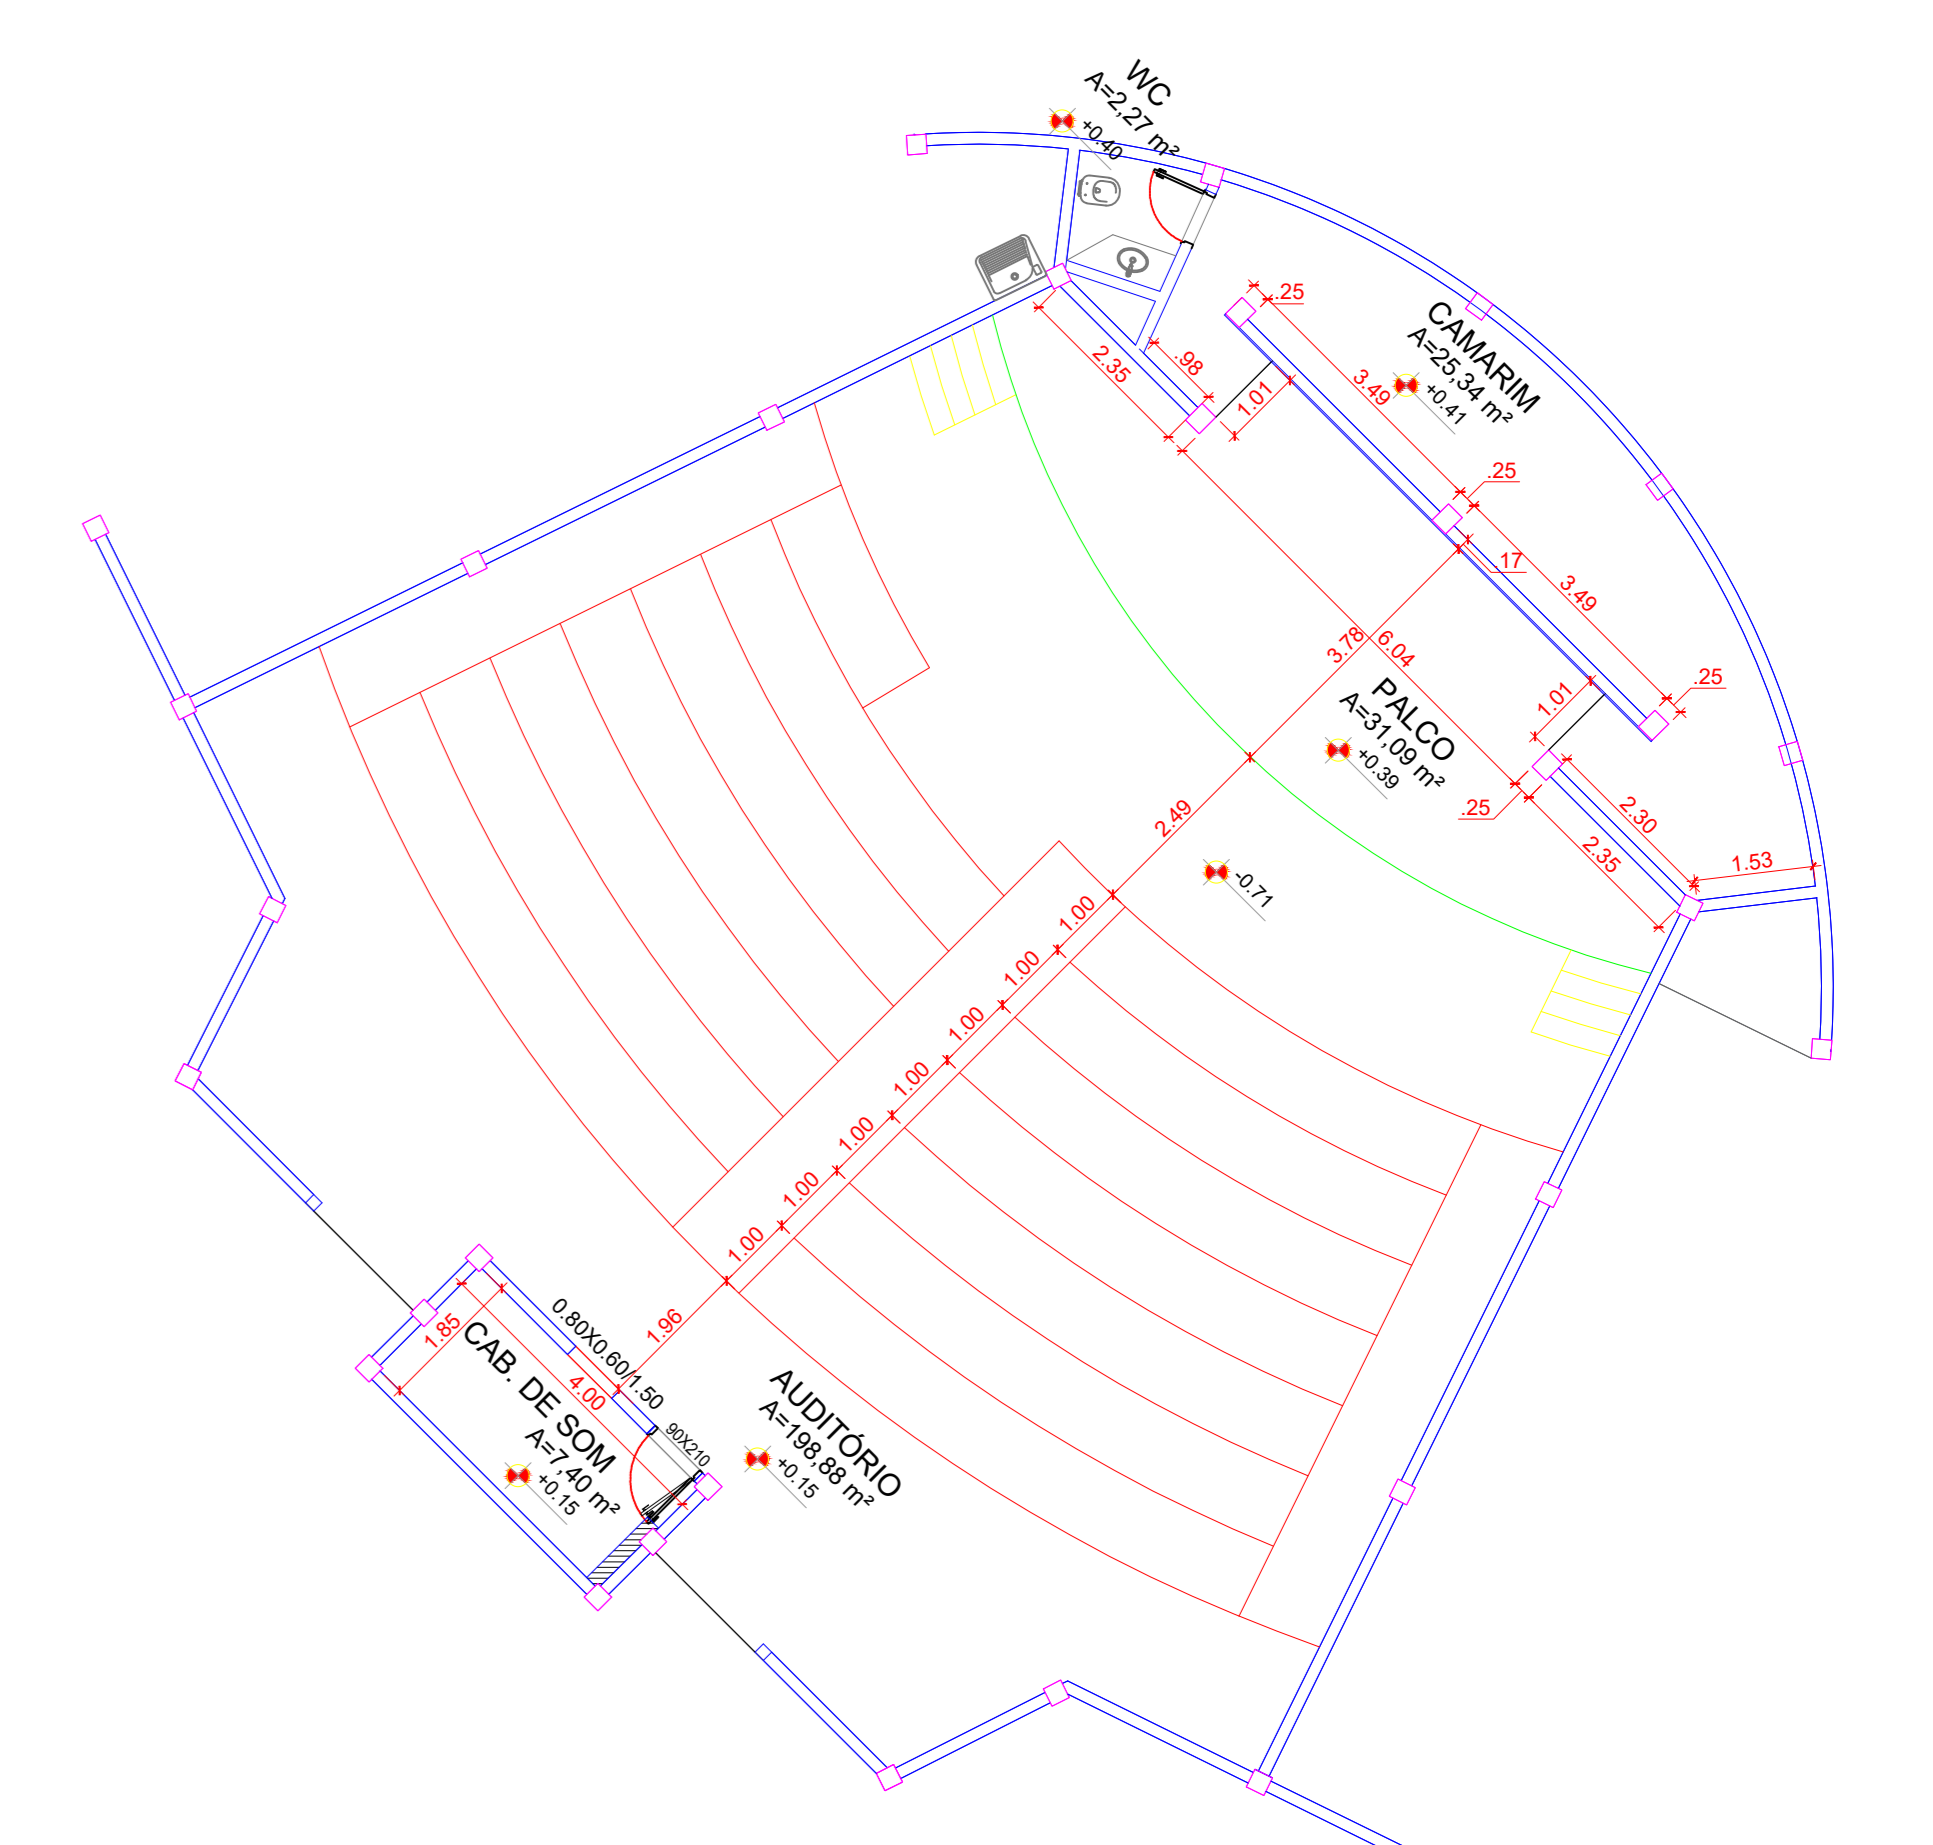 WC
A=2,27 m²
+0.40
.25
CAMARIM
A=25,34 m²
+0.41
2.35
.98
1.01
3.49
.25
.17
3.49
3.78
6.04
.25
1.01
PALCO
A=31,09 m²
+0.39
.25
2.30
2.35
1.53
2.49
-0.71
1.00
1.00
1.00
1.00
1.00
1.00
1.00
1.96
1.85
0.80X0.60/1.50
4.00
CAB. DE SOM
A=7,40 m²
+0.15
90X210
AUDITÓRIO
A=198,88 m²
+0.15